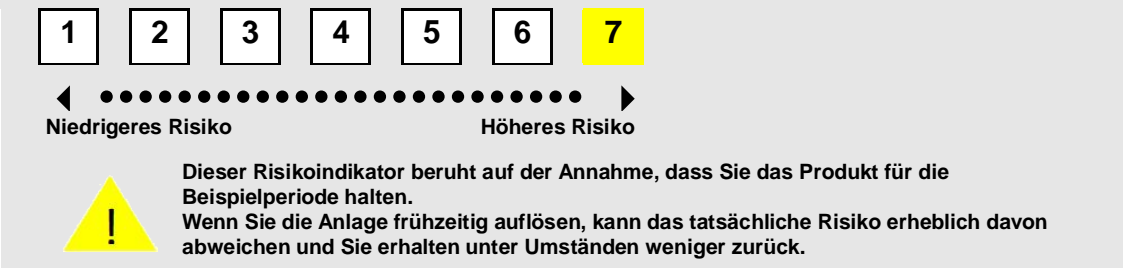 1 2 3 4 5 6 7
Niedrigeres Risiko Höheres Risiko
Dieser Risikoindikator beruht auf der Annahme, dass Sie das Produkt für die
Beispielperiode halten.
!
Wenn Sie die Anlage frühzeitig auflösen, kann das tatsächliche Risiko erheblich davon
abweichen und Sie erhalten unter Umständen weniger zurück.